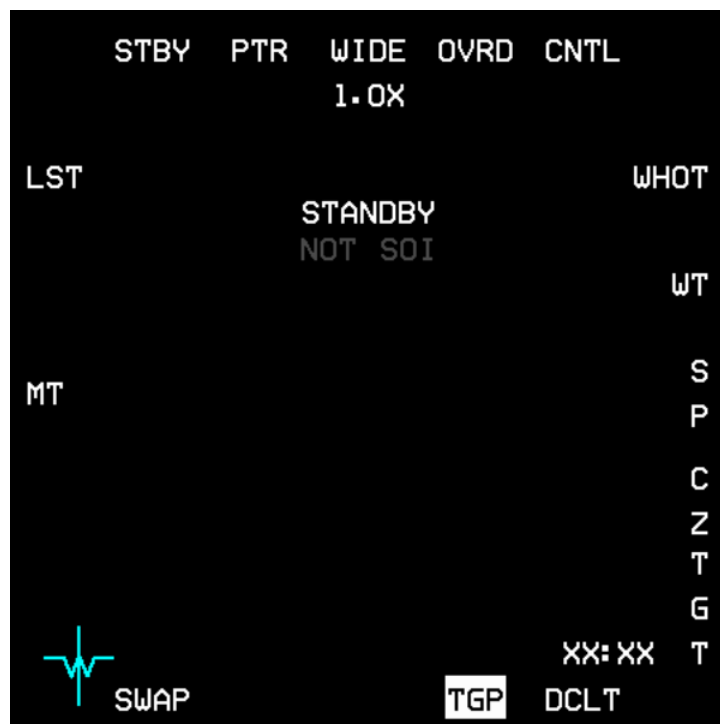 STBY PTR WIDE OVRD CNTL
1.0X
LST WHOT
STANDBY
NOT SOI
WT
S
MT
P
C
Z
T
G
XX:XX T
SWAP TGP DCLT